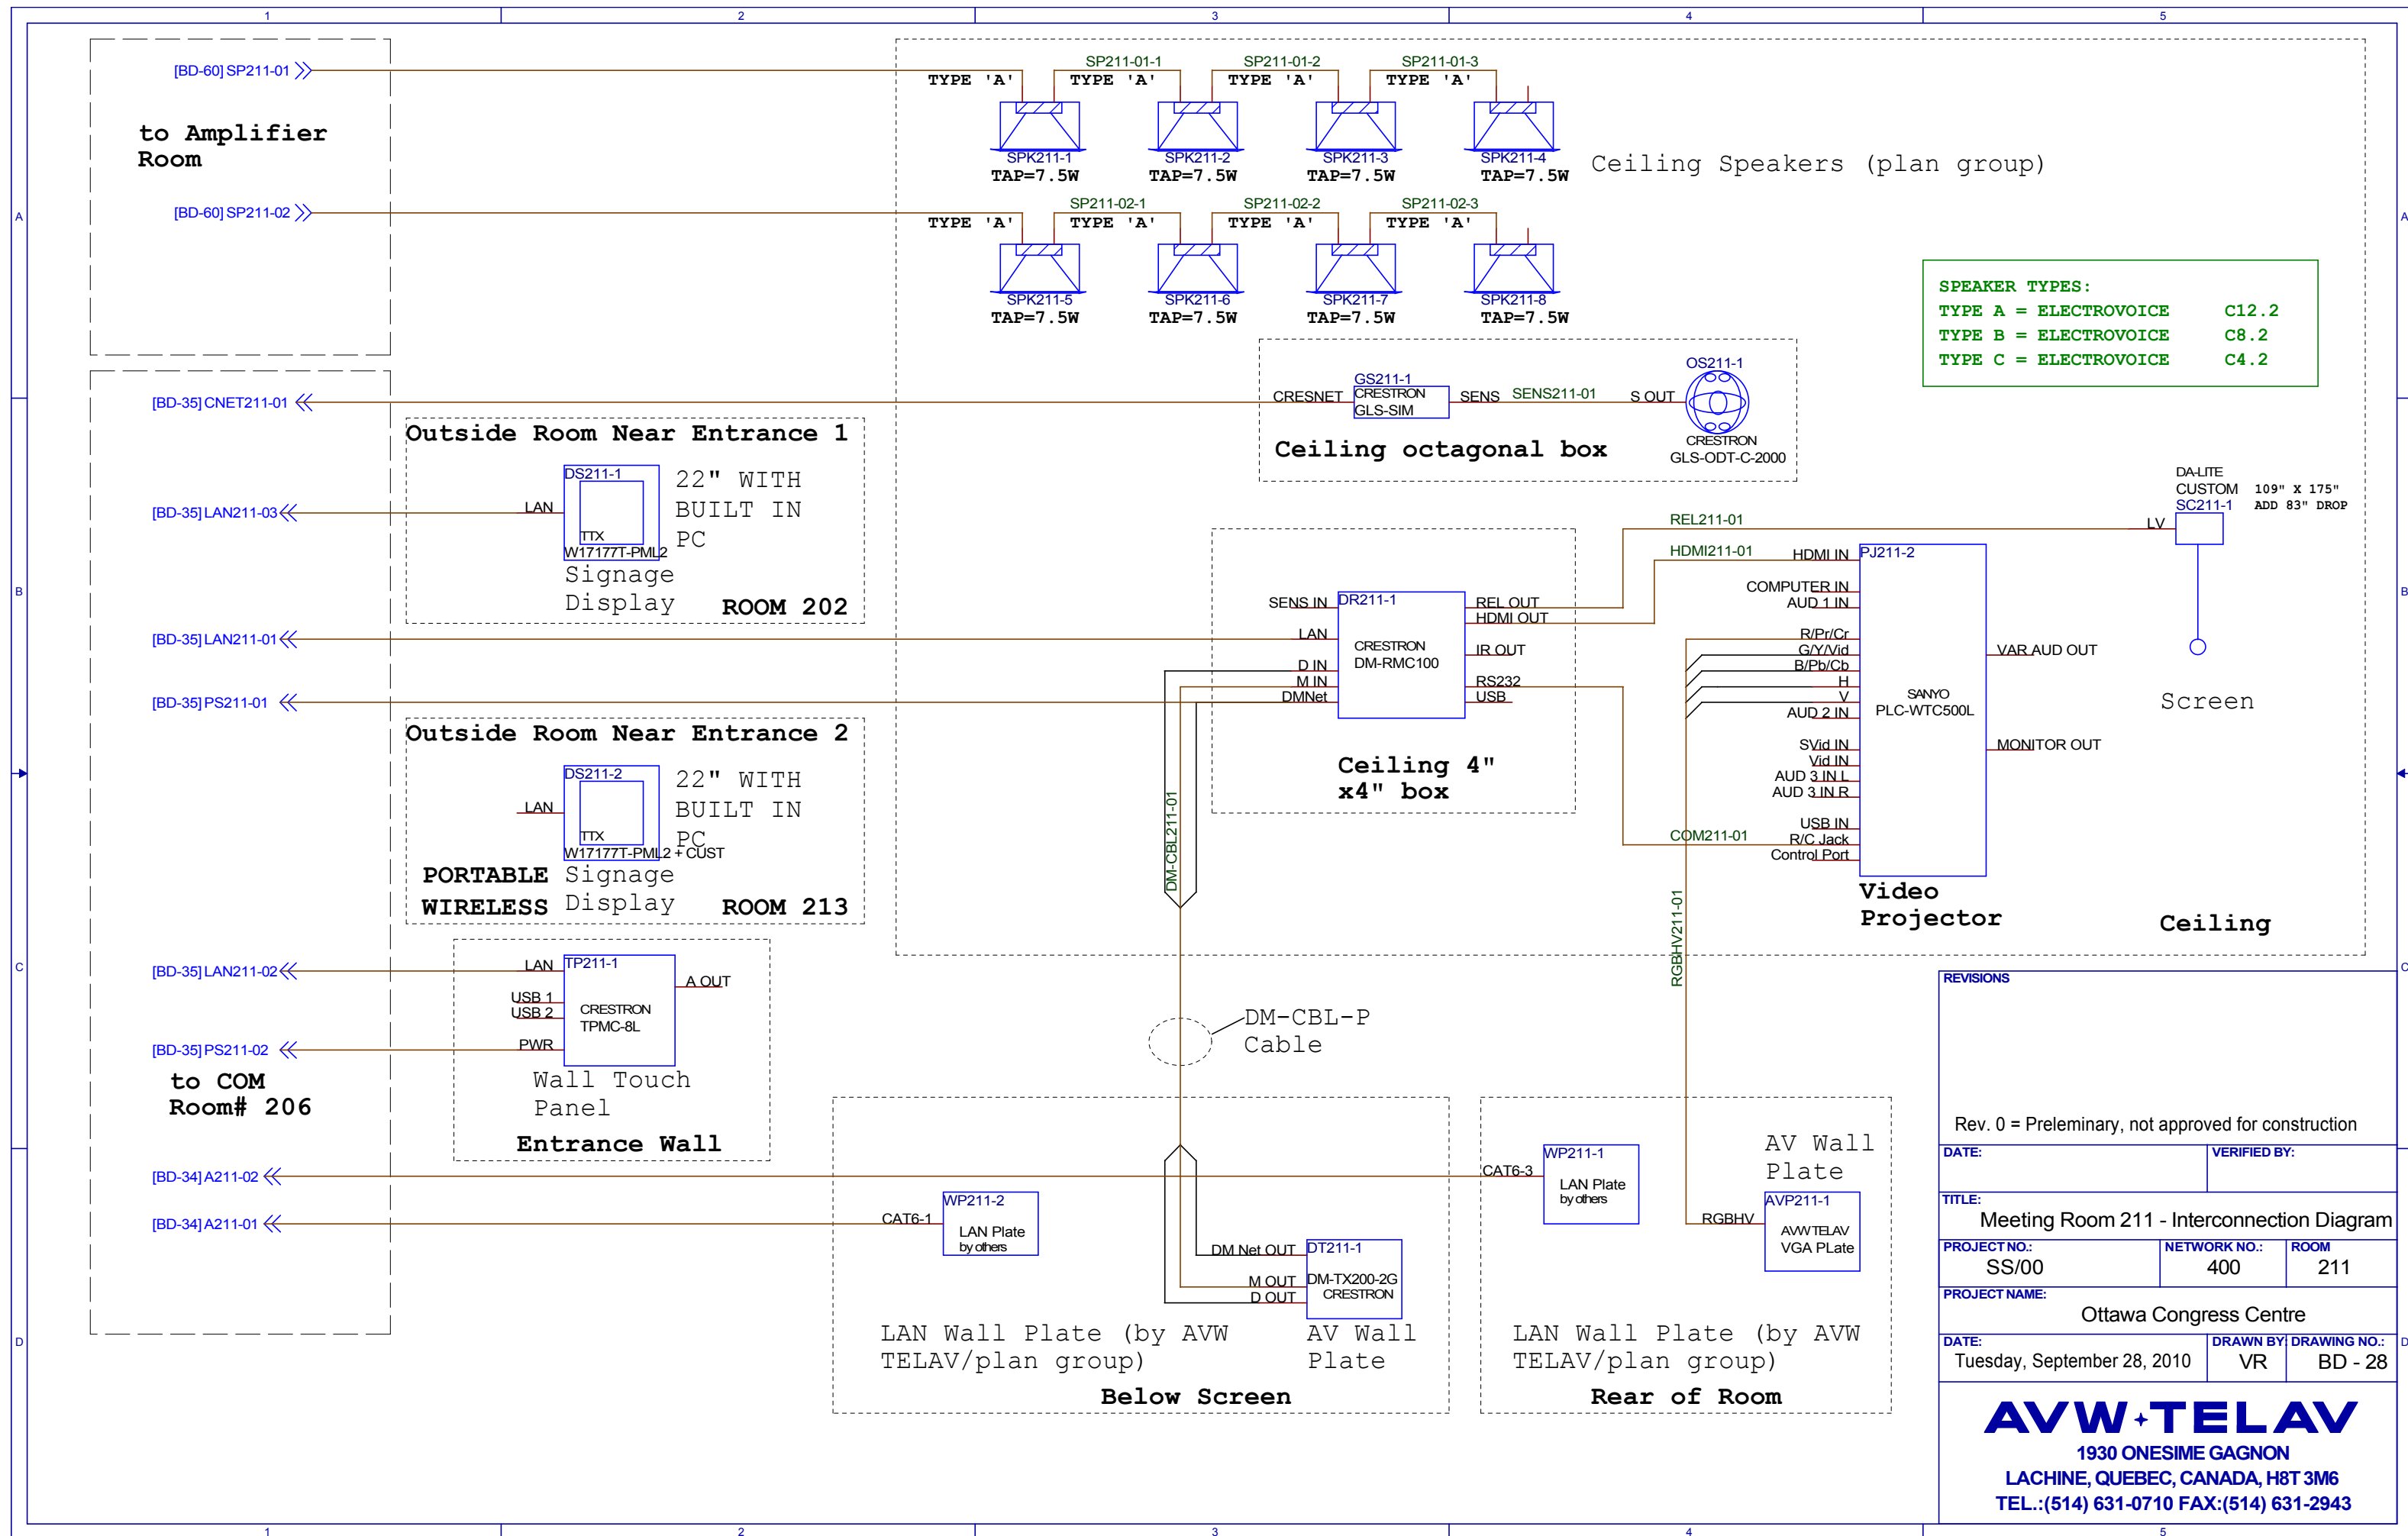 1 2 3 4 5
[BD-60] SP211-01
to Amplifier
Room
[BD-60] SP211-02
A
A
SP211-01-1 SP211-01-2 SP211-01-3
TYPE 'A' TYPE 'A' TYPE 'A' TYPE 'A'
SPK211-1 SPK211-2 SPK211-3 SPK211-4
TAP=7.5W TAP=7.5W TAP=7.5W TAP=7.5W
Ceiling Speakers (plan group)
SP211-02-1 SP211-02-2 SP211-02-3
TYPE 'A' TYPE 'A' TYPE 'A' TYPE 'A'
SPK211-5 SPK211-6 SPK211-7 SPK211-8
TAP=7.5W TAP=7.5W TAP=7.5W TAP=7.5W
SPEAKER TYPES:
TYPE A = ELECTROVOICE C12.2
TYPE B = ELECTROVOICE C8.2
TYPE C = ELECTROVOICE C4.2
[BD-35] CNET211-01
CRESNET
GS211-1
CRESTRON
GLS-SIM
SENS SENS211-01 S OUT
OS211-1
CRESTRON
GLS-ODT-C-2000
Ceiling octagonal box
Outside Room Near Entrance 1
DS211-1
TTX
W17177T-PML2
LAN
22" WITH
BUILT IN
PC
Signage
Display
ROOM 202
[BD-35] LAN211-03
B
B
[BD-35] LAN211-01
[BD-35] PS211-01
SENS IN
LAN
D IN
M IN
DMNet
DR211-1
CRESTRON
DM-RMC100
REL OUT
HDMI OUT
IR OUT
RS232
USB
Ceiling 4"
x4" box
REL211-01
HDMI211-01
COM211-01
DA-LITE
CUSTOM 109" X 175"
SC211-1 ADD 83" DROP
LV
Screen
HDMI IN
COMPUTER IN
AUD 1 IN
R/Pr/Cr
G/Y/Vid
B/Pb/Cb
H
V
AUD 2 IN
SVid IN
Vid IN
AUD 3 IN L
AUD 3 IN R
USB IN
R/C Jack
Control Port
PJ211-2
SANYO
PLC-WTC500L
VAR AUD OUT
MONITOR OUT
Video
Projector
Ceiling
Outside Room Near Entrance 2
DS211-2
TTX
W17177T-PML2 + CUST
LAN
22" WITH
BUILT IN
PC
PORTABLE
WIRELESS
Signage
Display
ROOM 213
DM-CBL211-01
RGBHV211-01
C
C
[BD-35] LAN211-02
LAN
USB 1
USB 2
PWR
TP211-1
CRESTRON
TPMC-8L
A OUT
[BD-35] PS211-02
Wall Touch
Panel
Entrance Wall
to COM
Room# 206
DM-CBL-P
Cable
[BD-34] A211-02
[BD-34] A211-01
CAT6-1
WP211-2
LAN Plate
by others
DM Net OUT
M OUT
D OUT
DT211-1
DM-TX200-2G
CRESTRON
LAN Wall Plate (by AVW
TELAV/plan group)
AV Wall
Plate
Below Screen
CAT6-3
WP211-1
LAN Plate
by others
AV Wall
Plate
RGBHV
AVP211-1
AVW TELAV
VGA PLate
LAN Wall Plate (by AVW
TELAV/plan group)
Rear of Room
D
D
REVISIONS
Rev. 0 = Preleminary, not approved for construction
DATE: VERIFIED BY:
TITLE:
Meeting Room 211 - Interconnection Diagram
PROJECT NO.: NETWORK NO.: ROOM
SS/00 400 211
PROJECT NAME:
Ottawa Congress Centre
DATE: DRAWN BY: DRAWING NO.:
Tuesday, September 28, 2010 VR BD - 28
AVW TELAV
1930 ONESIME GAGNON
LACHINE, QUEBEC, CANADA, H8T 3M6
TEL.:(514) 631-0710 FAX:(514) 631-2943
1 2 3 4 5